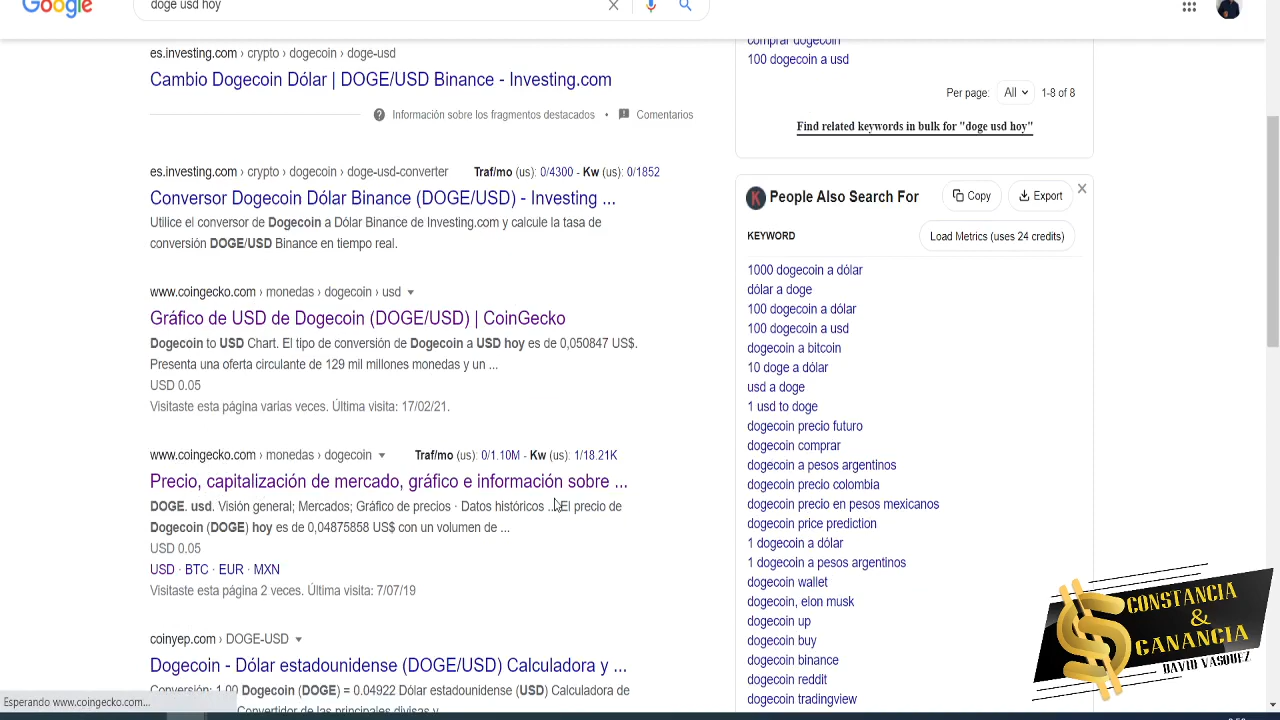 Google
doge usd hoy
es.investing.com › crypto › dogecoin › doge-usd
Cambio Dogecoin Dólar | DOGE/USD Binance - Investing.com
Información sobre los fragmentos destacados • Comentarios
es.investing.com › crypto › dogecoin › doge-usd-converter Traf/mo (us): 0/4300 - Kw (us): 0/1852
Conversor Dogecoin Dólar Binance (DOGE/USD) - Investing ...
Utilice el conversor de Dogecoin a Dólar Binance de Investing.com y calcule la tasa de
conversión DOGE/USD Binance en tiempo real.
www.coingecko.com › monedas › dogecoin › usd
Gráfico de USD de Dogecoin (DOGE/USD) | CoinGecko
Dogecoin to USD Chart. El tipo de conversión de Dogecoin a USD hoy es de 0,050847 US$.
Presenta una oferta circulante de 129 mil millones monedas y un ...
USD 0.05
Visitaste esta página varias veces. Última visita: 17/02/21.
www.coingecko.com › monedas › dogecoin Traf/mo (us): 0/1.10M - Kw (us): 1/18.21K
Precio, capitalización de mercado, gráfico e información sobre ...
DOGE. usd. Visión general; Mercados; Gráfico de precios · Datos históricos ... El precio de
Dogecoin (DOGE) hoy es de 0,04875858 US$ con un volumen de ...
USD 0.05
USD · BTC · EUR · MXN
Visitaste esta página 2 veces. Última visita: 7/07/19
coinyep.com › DOGE-USD
Dogecoin - Dólar estadounidense (DOGE/USD) Calculadora y ...
Conversión: 1.00 Dogecoin (DOGE) = 0.04922 Dólar estadounidense (USD) Calculadora de
Convertidor de las principales divisas y
Esperando www.coingecko.com...
comprar dogecoin
100 dogecoin a usd
Per page: All 1-8 of 8
Find related keywords in bulk for "doge usd hoy"
K People Also Search For Copy Export
KEYWORD Load Metrics (uses 24 credits)
1000 dogecoin a dólar
dólar a doge
100 dogecoin a dólar
100 dogecoin a usd
dogecoin a bitcoin
10 doge a dólar
usd a doge
1 usd to doge
dogecoin precio futuro
dogecoin comprar
dogecoin a pesos argentinos
dogecoin precio colombia
dogecoin precio en pesos mexicanos
dogecoin price prediction
1 dogecoin a dólar
1 dogecoin a pesos argentinos
dogecoin wallet
dogecoin, elon musk
dogecoin up
dogecoin buy
dogecoin binance
dogecoin reddit
dogecoin tradingview
CONSTANCIA
&
GANANCIA
DAVID VASQUEZ